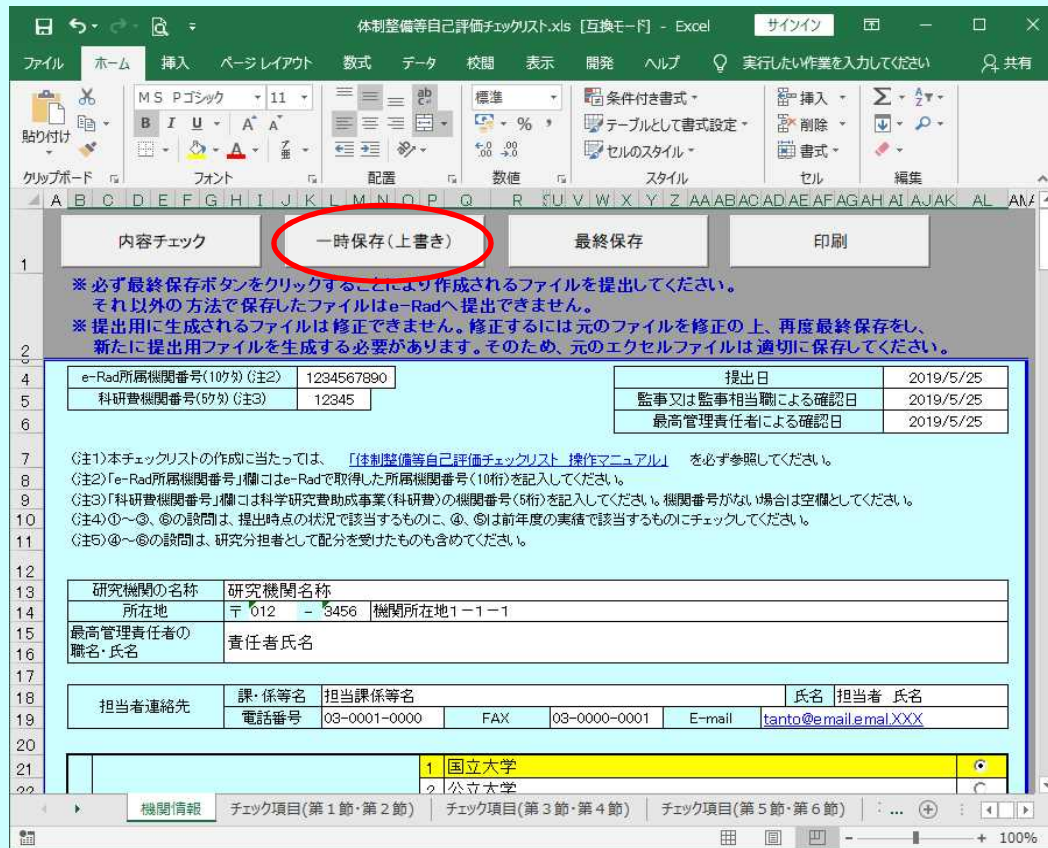 体制整備等自己評価チェックリスト.xls [互換モード] - Excel サインイン
ファイル ホーム 挿入 ページ レイアウト 数式 データ 校閲 表示 開発 ヘルプ 実行したい作業を入力してください 共有
貼り付け
MS Pゴシック 11
B I U A A
標準
% ,
条件付き書式
テーブルとして書式設定
セルのスタイル
挿入
削除
書式
クリップボード フォント 配置 数値 スタイル セル 編集
A B C D E F G H I J K L M N O P Q R U V W X Y Z AA AB AC AD AE AF AG AH AI AJ AK AL
1 内容チェック 一時保存(上書き) 最終保存 印刷
※必ず最終保存ボタンをクリックすることにより作成されるファイルを提出してください。
それ以外の方法で保存したファイルはe-Radへ提出できません。
※提出用に生成されるファイルは修正できません。修正するには元のファイルを修正の上、再度最終保存をし、
2 新たに提出用ファイルを生成する必要があります。そのため、元のエクセルファイルは適切に保存してください。
4 e-Rad所属機関番号(10ケタ)(注2) 1234567890 提出日 2019/5/25
5 科研費機関番号(5ケタ)(注3) 12345 監事又は監事相当職による確認日 2019/5/25
6 最高管理責任者による確認日 2019/5/25
7 (注1)本チェックリストの作成に当たっては、 「体制整備等自己評価チェックリスト 操作マニュアル」 を必ず参照してください。
8 (注2)「e-Rad所属機関番号」欄にはe-Radで取得した所属機関番号(10桁)を記入してください。
9 (注3)「科研費機関番号」欄には科学研究費助成事業(科研費)の機関番号(5桁)を記入してください。機関番号がない場合は空欄としてください。
10 (注4)①~③、⑥の設問は、提出時点の状況で該当するものに、④、⑤は前年度の実績で該当するものにチェックしてください。
11 (注5)④~⑥の設問は、研究分担者として配分を受けたものも含めてください。
12
13 研究機関の名称 研究機関名称
14 所在地 〒 012 - 3456 機関所在地1-1-1
15 最高管理責任者の
16 職名・氏名 責任者氏名
17
18 担当者連絡先 課・係等名 担当課係等名 氏名 担当者 氏名
19 電話番号 03-0001-0000 FAX 03-0000-0001 E-mail tanto@email.emal.XXX
20
21 1 国立大学
22 2 公立大学
機関情報 チェック項目(第1節・第2節) チェック項目(第3節・第4節) チェック項目(第5節・第6節) ...
100%